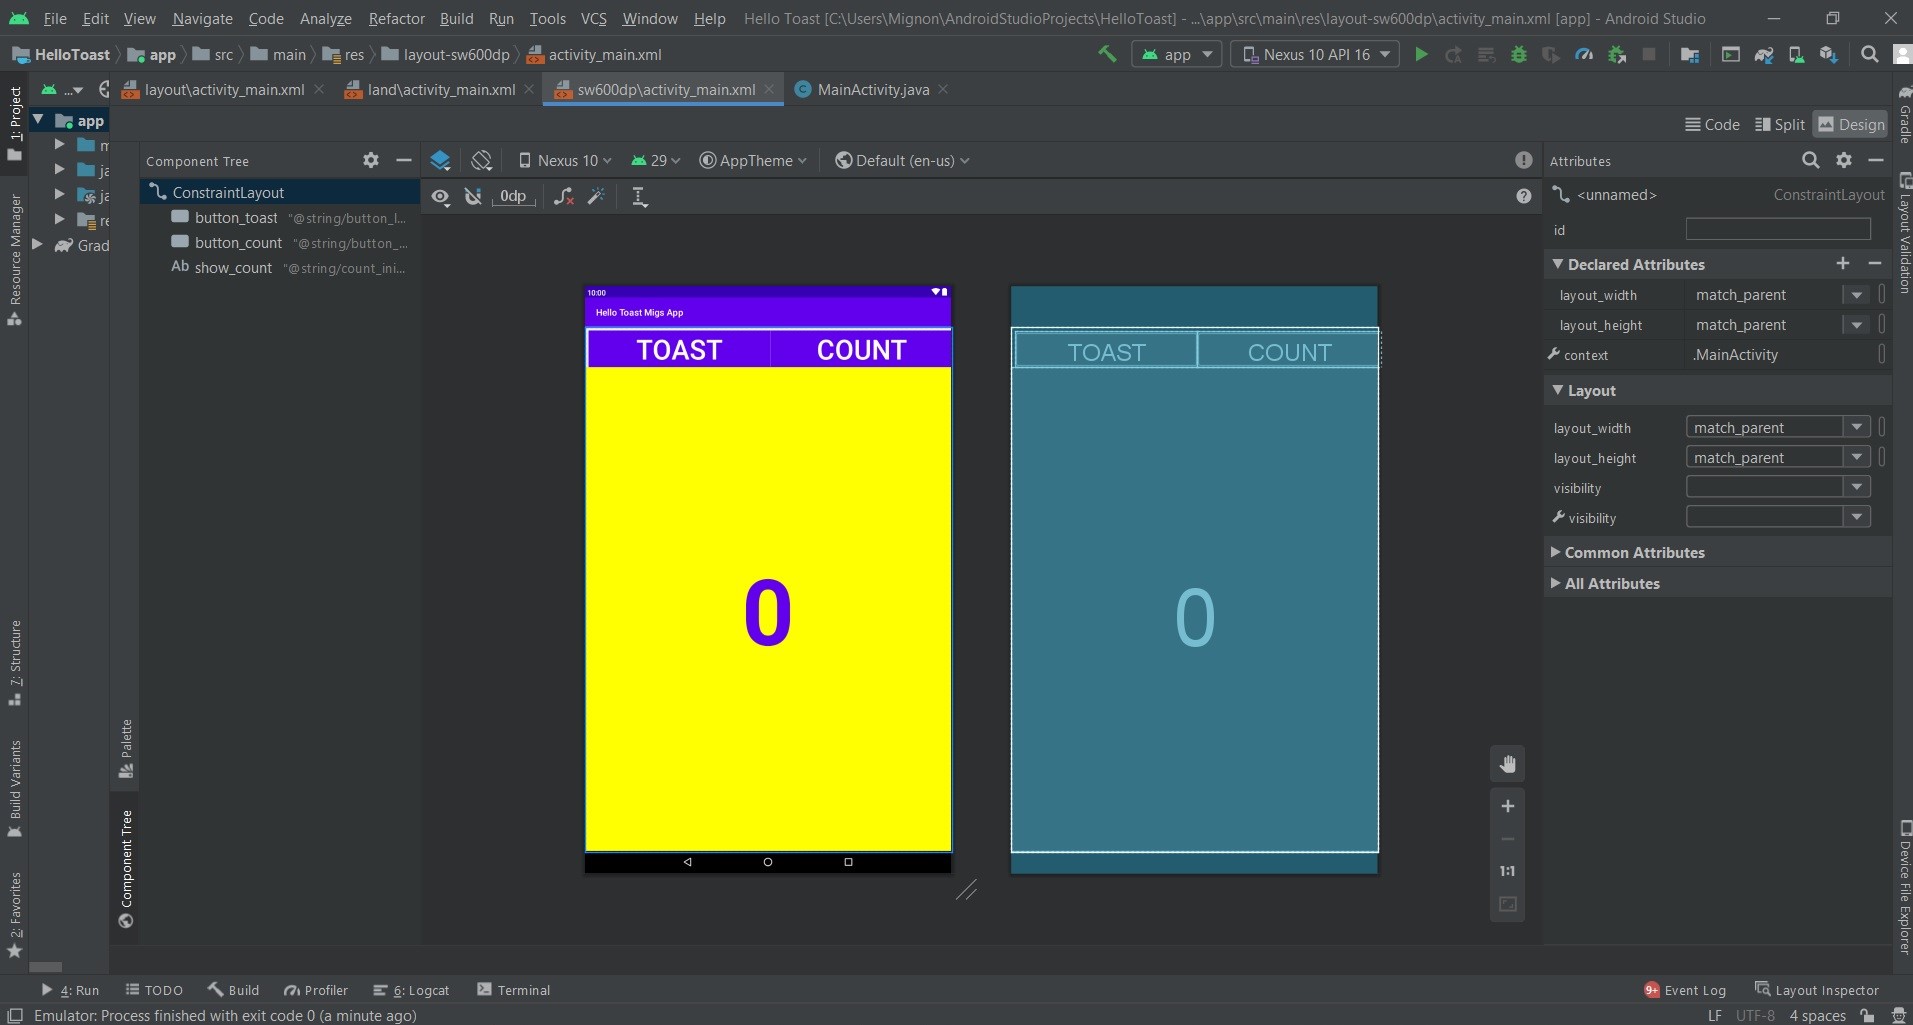 File Edit View Navigate Code Analyze Refactor Build Run Tools VCS Window Help Hello Toast [C:\Users\Mignon\AndroidStudioProjects\HelloToast] - ...\app\src\main\res\layout-sw600dp\activity_main.xml [app] - Android Studio
HelloToast app src main res layout-sw600dp activity_main.xml app Nexus 10 API 16
... layout\activity_main.xml land\activity_main.xml sw600dp\activity_main.xml MainActivity.java
1: Project
Resource Manager
7: Structure
Build Variants
2: Favorites
app
m
ja
ja
re
Grad
Code Split Design
Component Tree
ConstraintLayout
button_toast "@string/button_l...
button_count "@string/button_...
Ab show_count "@string/count_ini...
Palette
Component Tree
Nexus 10 29 AppTheme Default (en-us)
0dp
10:00
Hello Toast Migs App
TOAST COUNT
0
TOAST COUNT
0
1:1
Attributes
<unnamed> ConstraintLayout
id
Declared Attributes
layout_width match_parent
layout_height match_parent
context .MainActivity
Layout
layout_width match_parent
layout_height match_parent
visibility
visibility
Common Attributes
All Attributes
Gradle
Layout Validation
Device File Explorer
4: Run TODO Build Profiler 6: Logcat Terminal 9+ Event Log Layout Inspector
Emulator: Process finished with exit code 0 (a minute ago) LF UTF-8 4 spaces